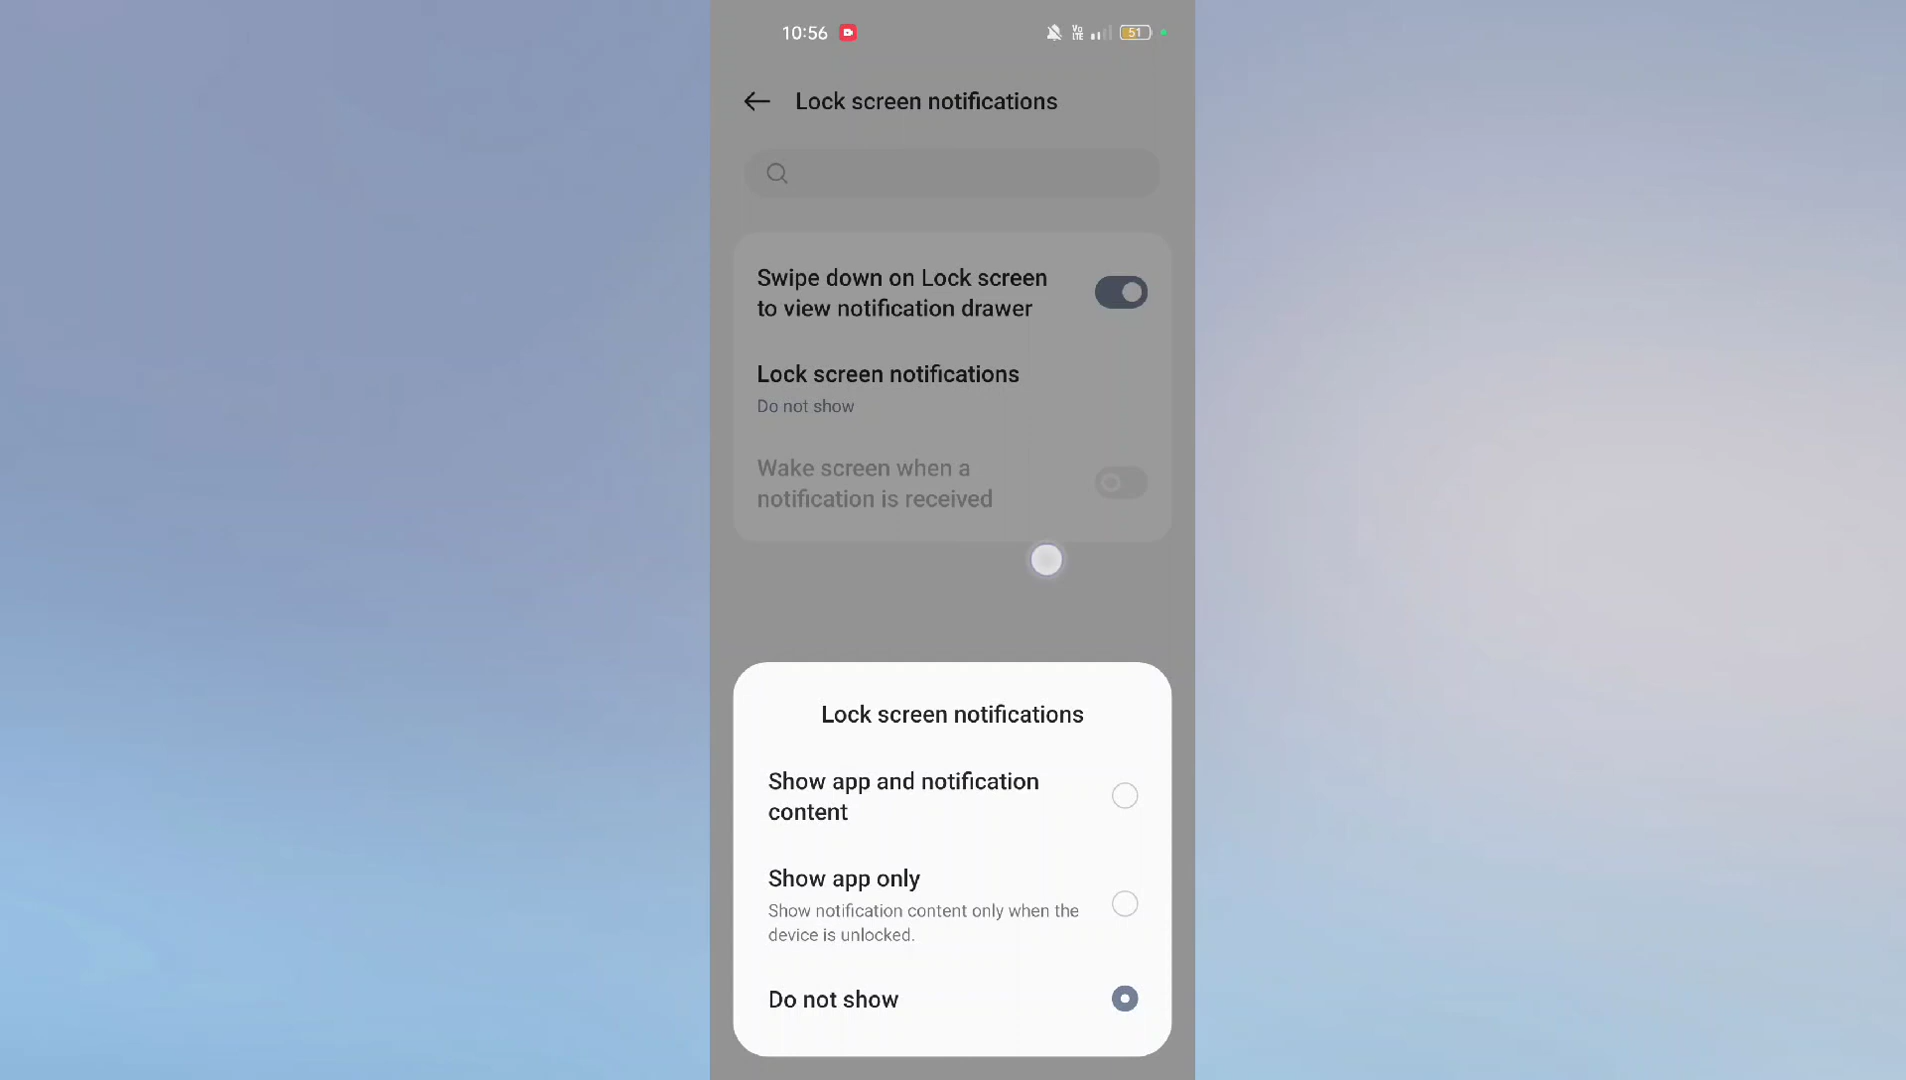 10:56
Vo
LTE
51
Lock screen notifications
Swipe down on Lock screen
to view notification drawer
Lock screen notifications
Do not show
Wake screen when a
notification is received
Lock screen notifications
Show app and notification
content
Show app only
Show notification content only when the
device is unlocked.
Do not show